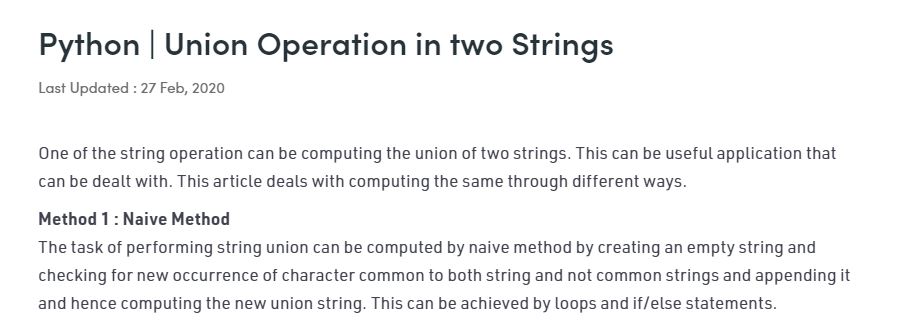 Python | Union Operation in two Strings
Last Updated : 27 Feb, 2020
One of the string operation can be computing the union of two strings. This can be useful application that
can be dealt with. This article deals with computing the same through different ways.
Method 1 : Naive Method
The task of performing string union can be computed by naive method by creating an empty string and
checking for new occurrence of character common to both string and not common strings and appending it
and hence computing the new union string. This can be achieved by loops and if/else statements.